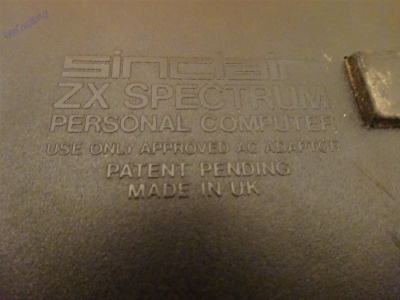 sinclair
ZX SPECTRUM
PERSONAL COMPUTER
USE ONLY APPROVED AC ADAPTOR
PATENT PENDING
MADE IN UK